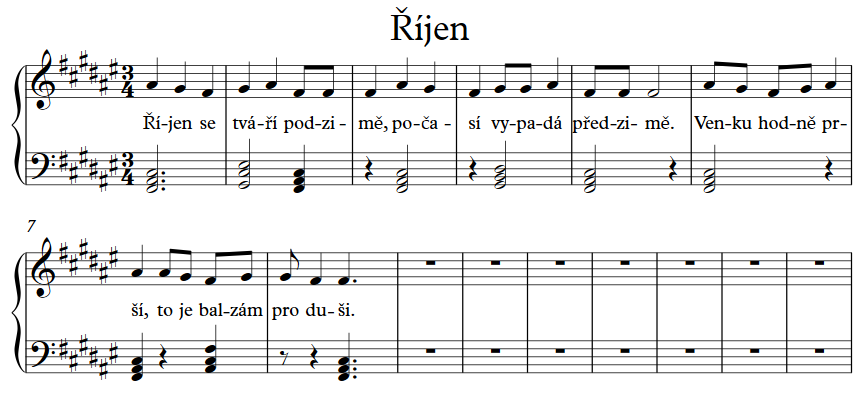 Říjen
Ří-jen se tvá-ří pod-zi-mě, po-ča-sí vy-pa-dá před-zi-mě. Ven-ku hod-ně pr-
7
ší, to je bal-zám pro du-ši.